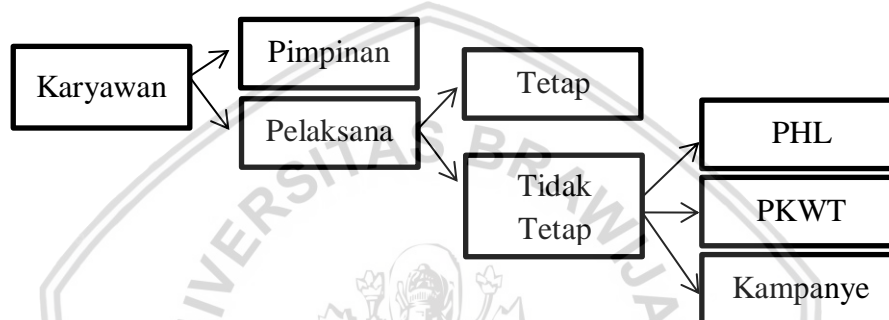 Karyawan
Pimpinan
Pelaksana
Tetap
Tidak
Tetap
PHL
PKWT
Kampanye